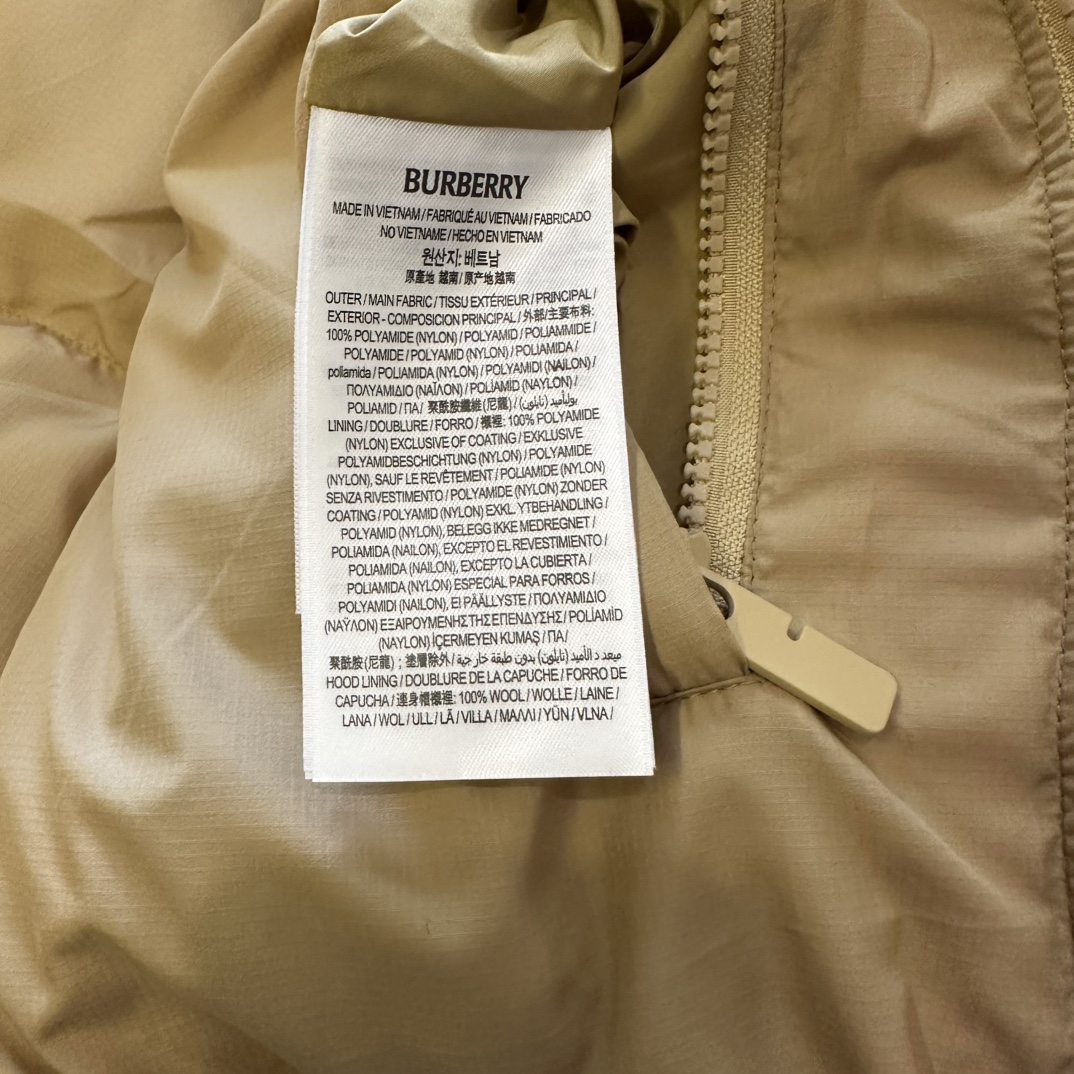 BURBERRY
MADE IN VIETNAM / FABRIQUÉ AU VIETNAM / FABRICADO
NO VIETNAME / HECHO EN VIETNAM
원산지: 베트남
原產地 越南 / 原产地 越南
OUTER / MAIN FABRIC / TISSU EXTÉRIEUR / PRINCIPAL /
EXTERIOR - COMPOSICION PRINCIPAL / 外部/主要布料:
100% POLYAMIDE (NYLON) / POLYAMID / POLIAMMIDE /
POLYAMIDE / POLYAMID (NYLON) / POLIAMIDA /
poliamida / POLIAMIDA (NYLON) / POLYAMIDI (NAILON) /
ΠΟΛΥΑΜΙΔΙΟ (ΝΑΪΛΟΝ) / POLİAMİD (NAYLON) /
POLIAMID / ПА / 聚酰胺纖維 (尼龍) / بوليأميد (نايلون)
LINING / DOUBLURE / FORRO / 襯裡: 100% POLYAMIDE
(NYLON) EXCLUSIVE OF COATING / EXKLUSIVE
POLYAMIDBESCHICHTUNG (NYLON) / POLYAMIDE
(NYLON), SAUF LE REVÊTEMENT / POLIAMIDE (NYLON)
SENZA RIVESTIMENTO / POLYAMIDE (NYLON) ZONDER
COATING / POLYAMID (NYLON) EXKL. YTBEHANDLING /
POLYAMID (NYLON), BELEGG IKKE MEDREGNET /
POLIAMIDA (NAILON), EXCEPTO EL REVESTIMIENTO /
POLIAMIDA (NAILON), EXCEPTO LA CUBIERTA /
POLIAMIDA (NYLON) ESPECIAL PARA FORROS /
POLYAMIDI (NAILON), EI PÄÄLLYSTE / ΠΟΛΥΑΜΙΔΙΟ
(ΝΑΫΛΟΝ) ΕΞΑΙΡΟΥΜΕΝΗΣ ΤΗΣ ΕΠΕΝΔΥΣΗΣ / POLİAMİD
(NAYLON) İÇERMEYEN KUMAŞ / ПА /
聚酰胺 (尼龍) ; 塗層除外 / الأميد (نايلون) بدون طبقة خارجية
HOOD LINING / DOUBLURE DE LA CAPUCHE / FORRO DE
CAPUCHA / 連身帽襯裡: 100% WOOL / WOLLE / LAINE /
LANA / WOL / ULL / LÃ / VILLA / ΜΑΛΛΙ / YÜN / VLNA /